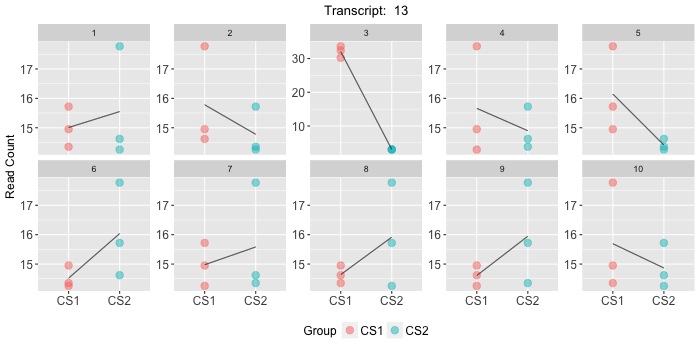 Transcript: 13
1 2 3 4 5
17 17 30 17 17
16 16 20 16 16
15 15 10 15 15
6 7 8 9 10
17 17 17 17 17
16 16 16 16 16
15 15 15 15 15
CS1 CS2 CS1 CS2 CS1 CS2 CS1 CS2 CS1 CS2
Read Count
Group CS1 CS2